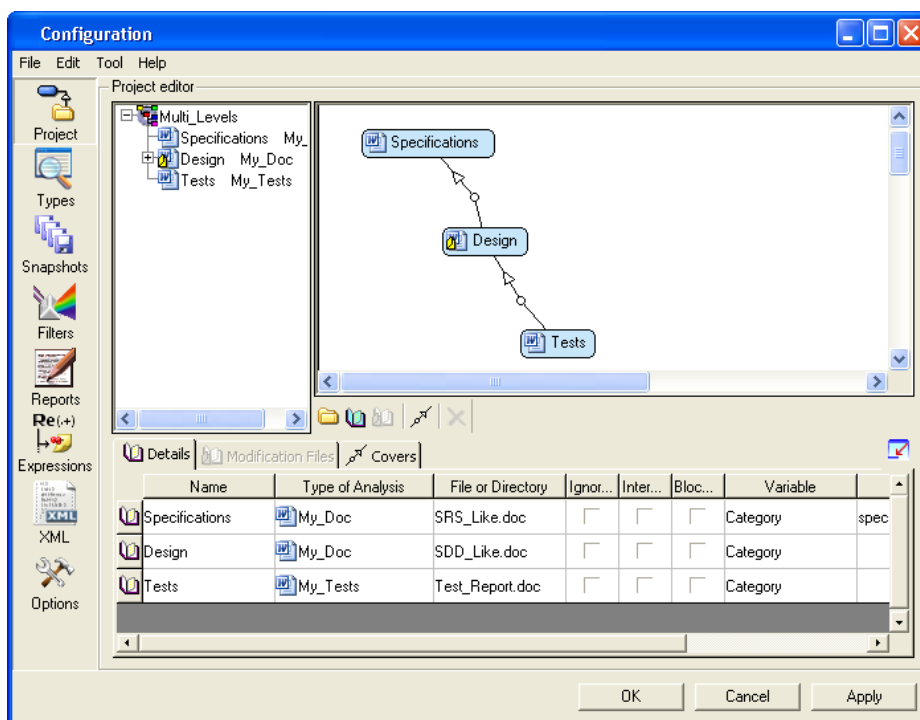 Configuration
File Edit Tool Help
Project editor
Project
Types
Snapshots
Filters
Reports
Re(.+)
Expressions
XML
XML
Options
Multi_Levels
Specifications My_
Design My_Doc
Tests My_Tests
Specifications
Design
Tests
Details Modification Files Covers
Name Type of Analysis File or Directory Ignor... Inter... Bloc... Variable
Specifications My_Doc SRS_Like.doc Category spec
Design My_Doc SDD_Like.doc Category
Tests My_Tests Test_Report.doc Category
OK Cancel Apply